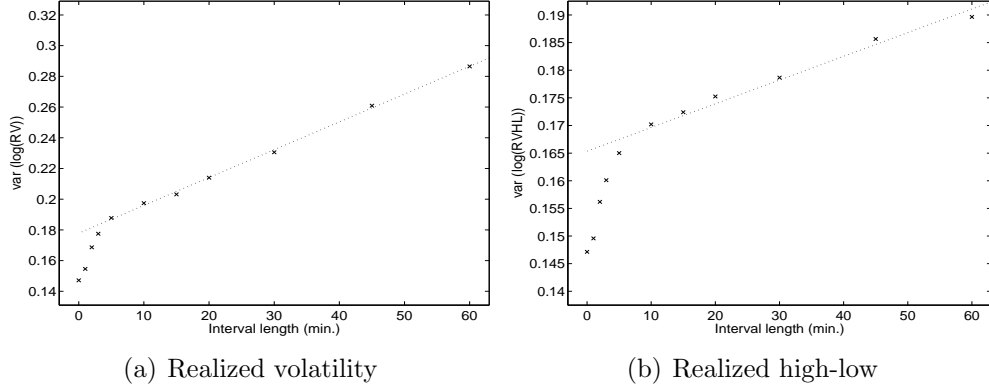 0.32
0.3
0.28
0.26
0.24
0.22
0.2
0.18
0.16
0.14
var (log(RV))
0 10 20 30 40 50 60
Interval length (min.)
(a) Realized volatility
0.19
0.185
0.18
0.175
0.17
0.165
0.16
0.155
0.15
0.145
0.14
var (log(RVHL))
0 10 20 30 40 50 60
Interval length (min.)
(b) Realized high-low